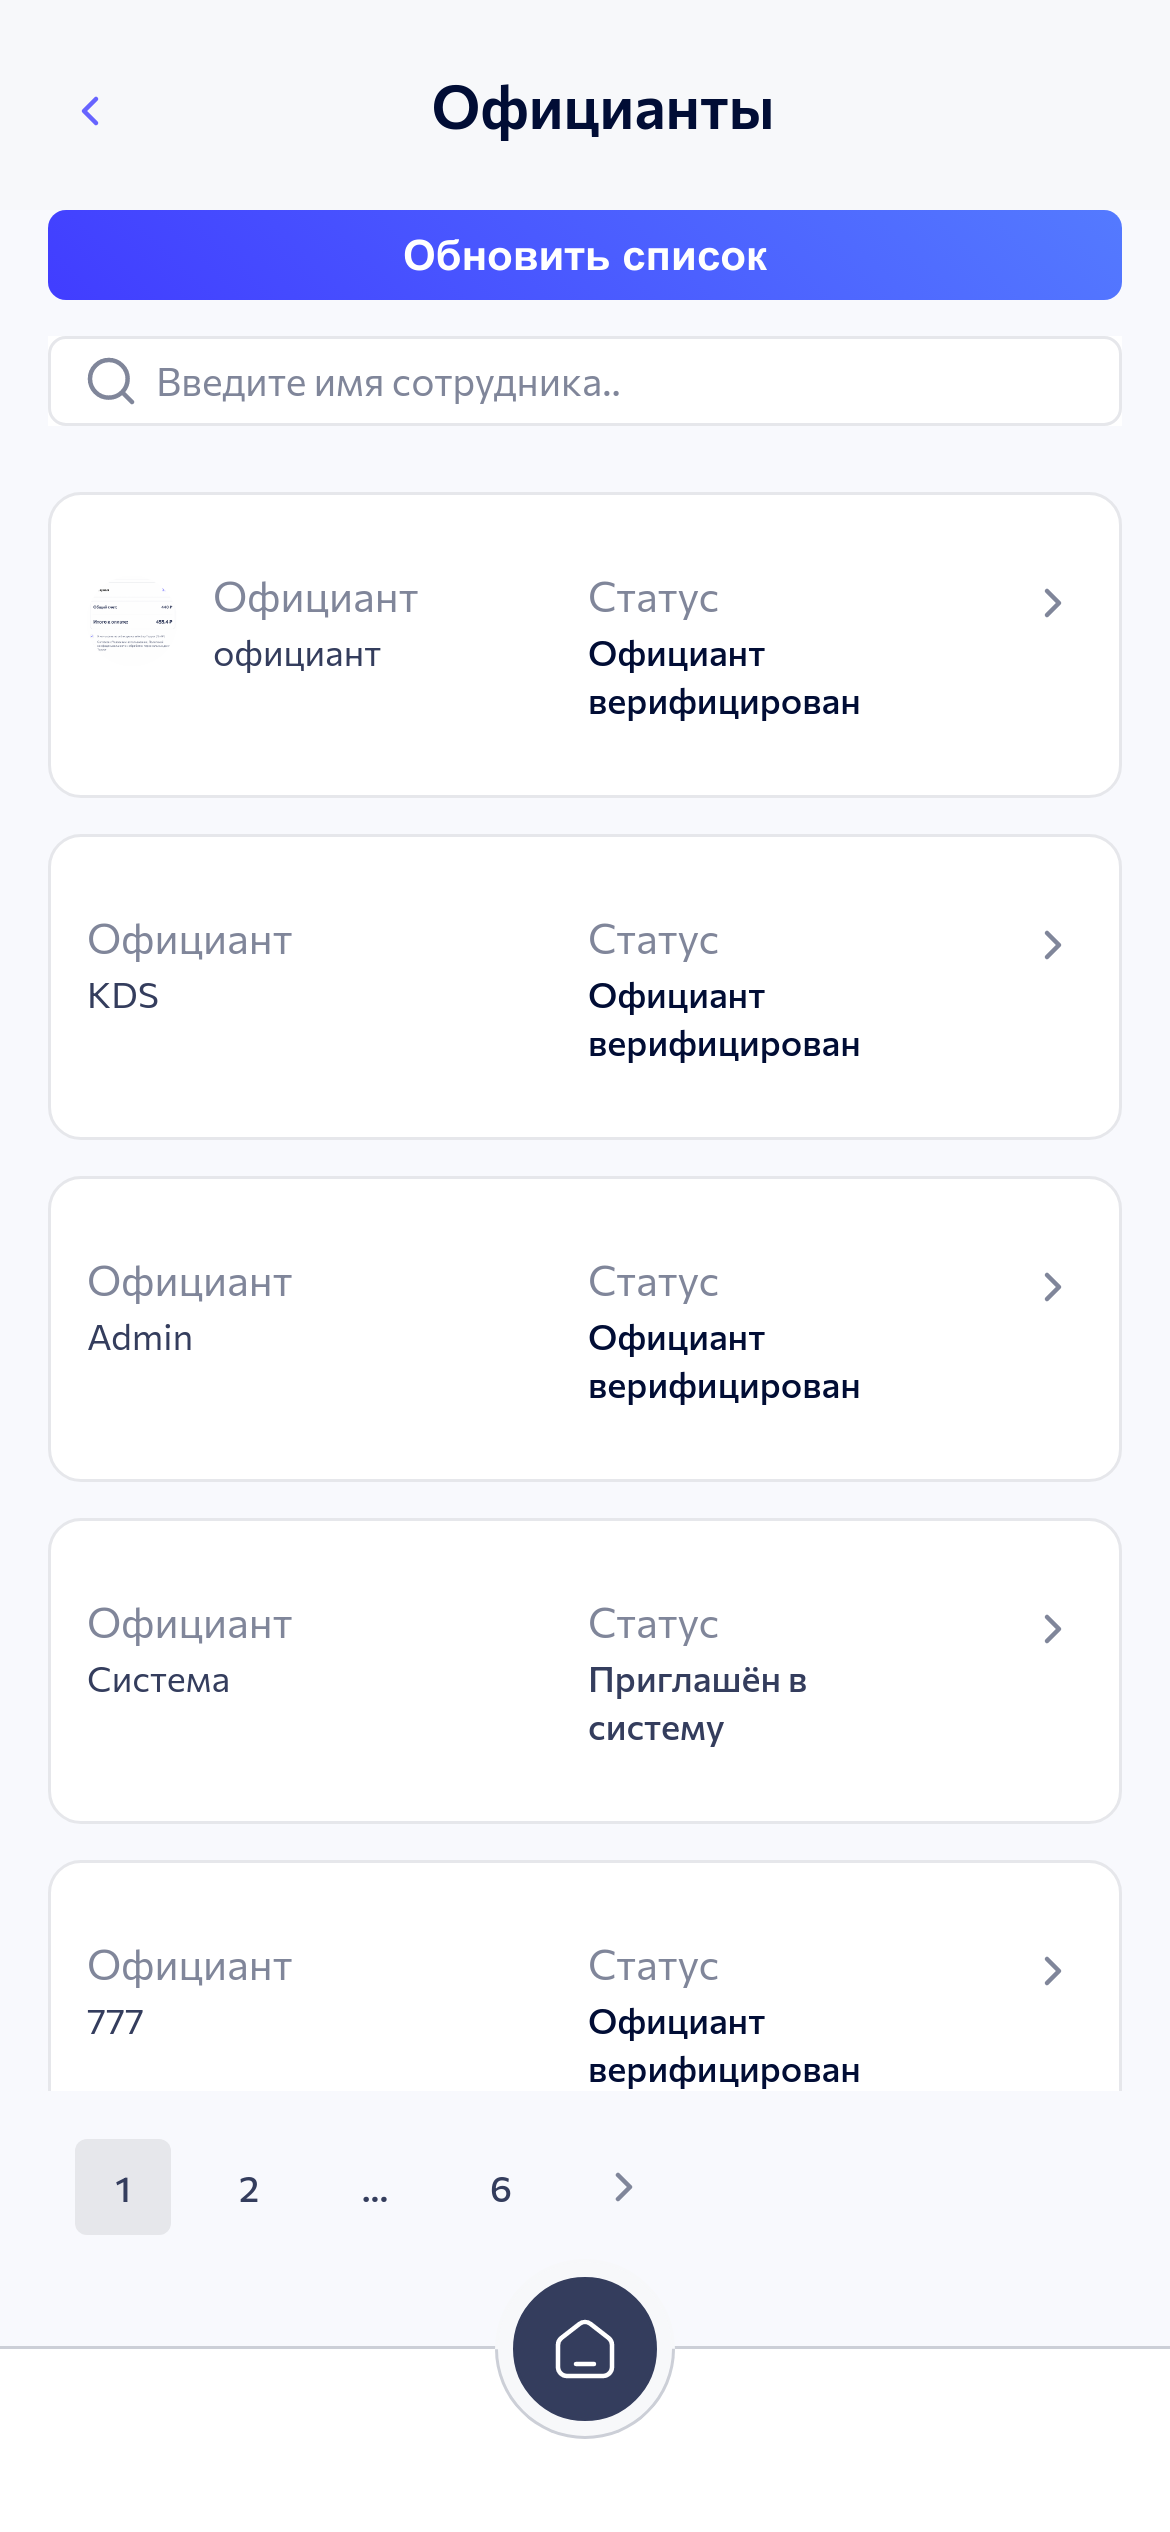 Официанты
Обновить список
Введите имя сотрудника..
Официант
официант
Статус
Официант
верифицирован
Официант
KDS
Статус
Официант
верифицирован
Официант
Admin
Статус
Официант
верифицирован
Официант
Система
Статус
Приглашён в
систему
Официант
777
Статус
Официант
верифицирован
1 2 ... 6